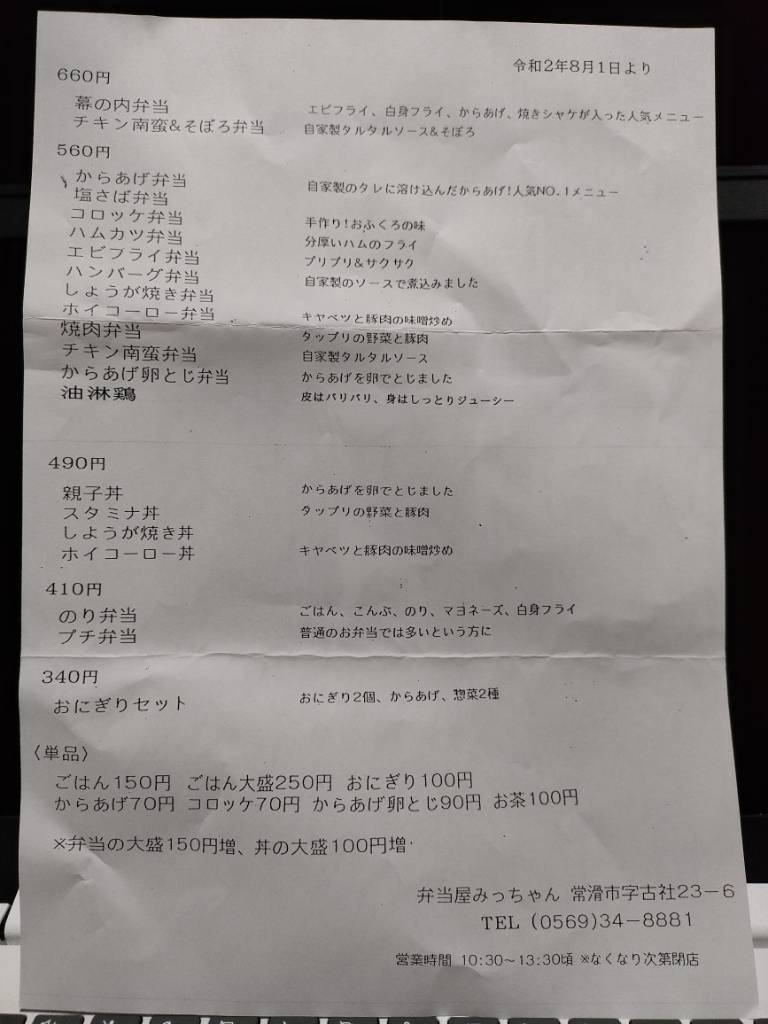 令和2年8月1日より
660円
幕の内弁当 エビフライ、白身フライ、からあげ、焼きシャケが入った人気メニュー
チキン南蛮&そぼろ弁当 自家製タルタルソース&そぼろ
560円
からあげ弁当 自家製のタレに溶け込んだからあげ!人気NO.1メニュー
塩さば弁当
コロッケ弁当 手作り!おふくろの味
ハムカツ弁当 分厚いハムのフライ
エビフライ弁当 プリプリ&サクサク
ハンバーグ弁当 自家製のソースで煮込みました
しょうが焼き弁当
ホイコーロー弁当 キャベツと豚肉の味噌炒め
焼肉弁当 タップリの野菜と豚肉
チキン南蛮弁当 自家製タルタルソース
からあげ卵とじ弁当 からあげを卵でとじました
油淋鶏 皮はパリパリ、身はしっとりジューシー
490円
親子丼 からあげを卵でとじました
スタミナ丼 タップリの野菜と豚肉
しょうが焼き丼
ホイコーロー丼 キャベツと豚肉の味噌炒め
410円
のり弁当 ごはん、こんぶ、のり、マヨネーズ、白身フライ
プチ弁当 普通のお弁当では多いという方に
340円
おにぎりセット おにぎり2個、からあげ、惣菜2種
〈単品〉
ごはん150円 ごはん大盛250円 おにぎり100円
からあげ70円 コロッケ70円 からあげ卵とじ90円 お茶100円
※弁当の大盛150円増、丼の大盛100円増
弁当屋みっちゃん 常滑市字古社23-6
TEL (0569)34-8881
営業時間 10:30~13:30頃 ※なくなり次第閉店